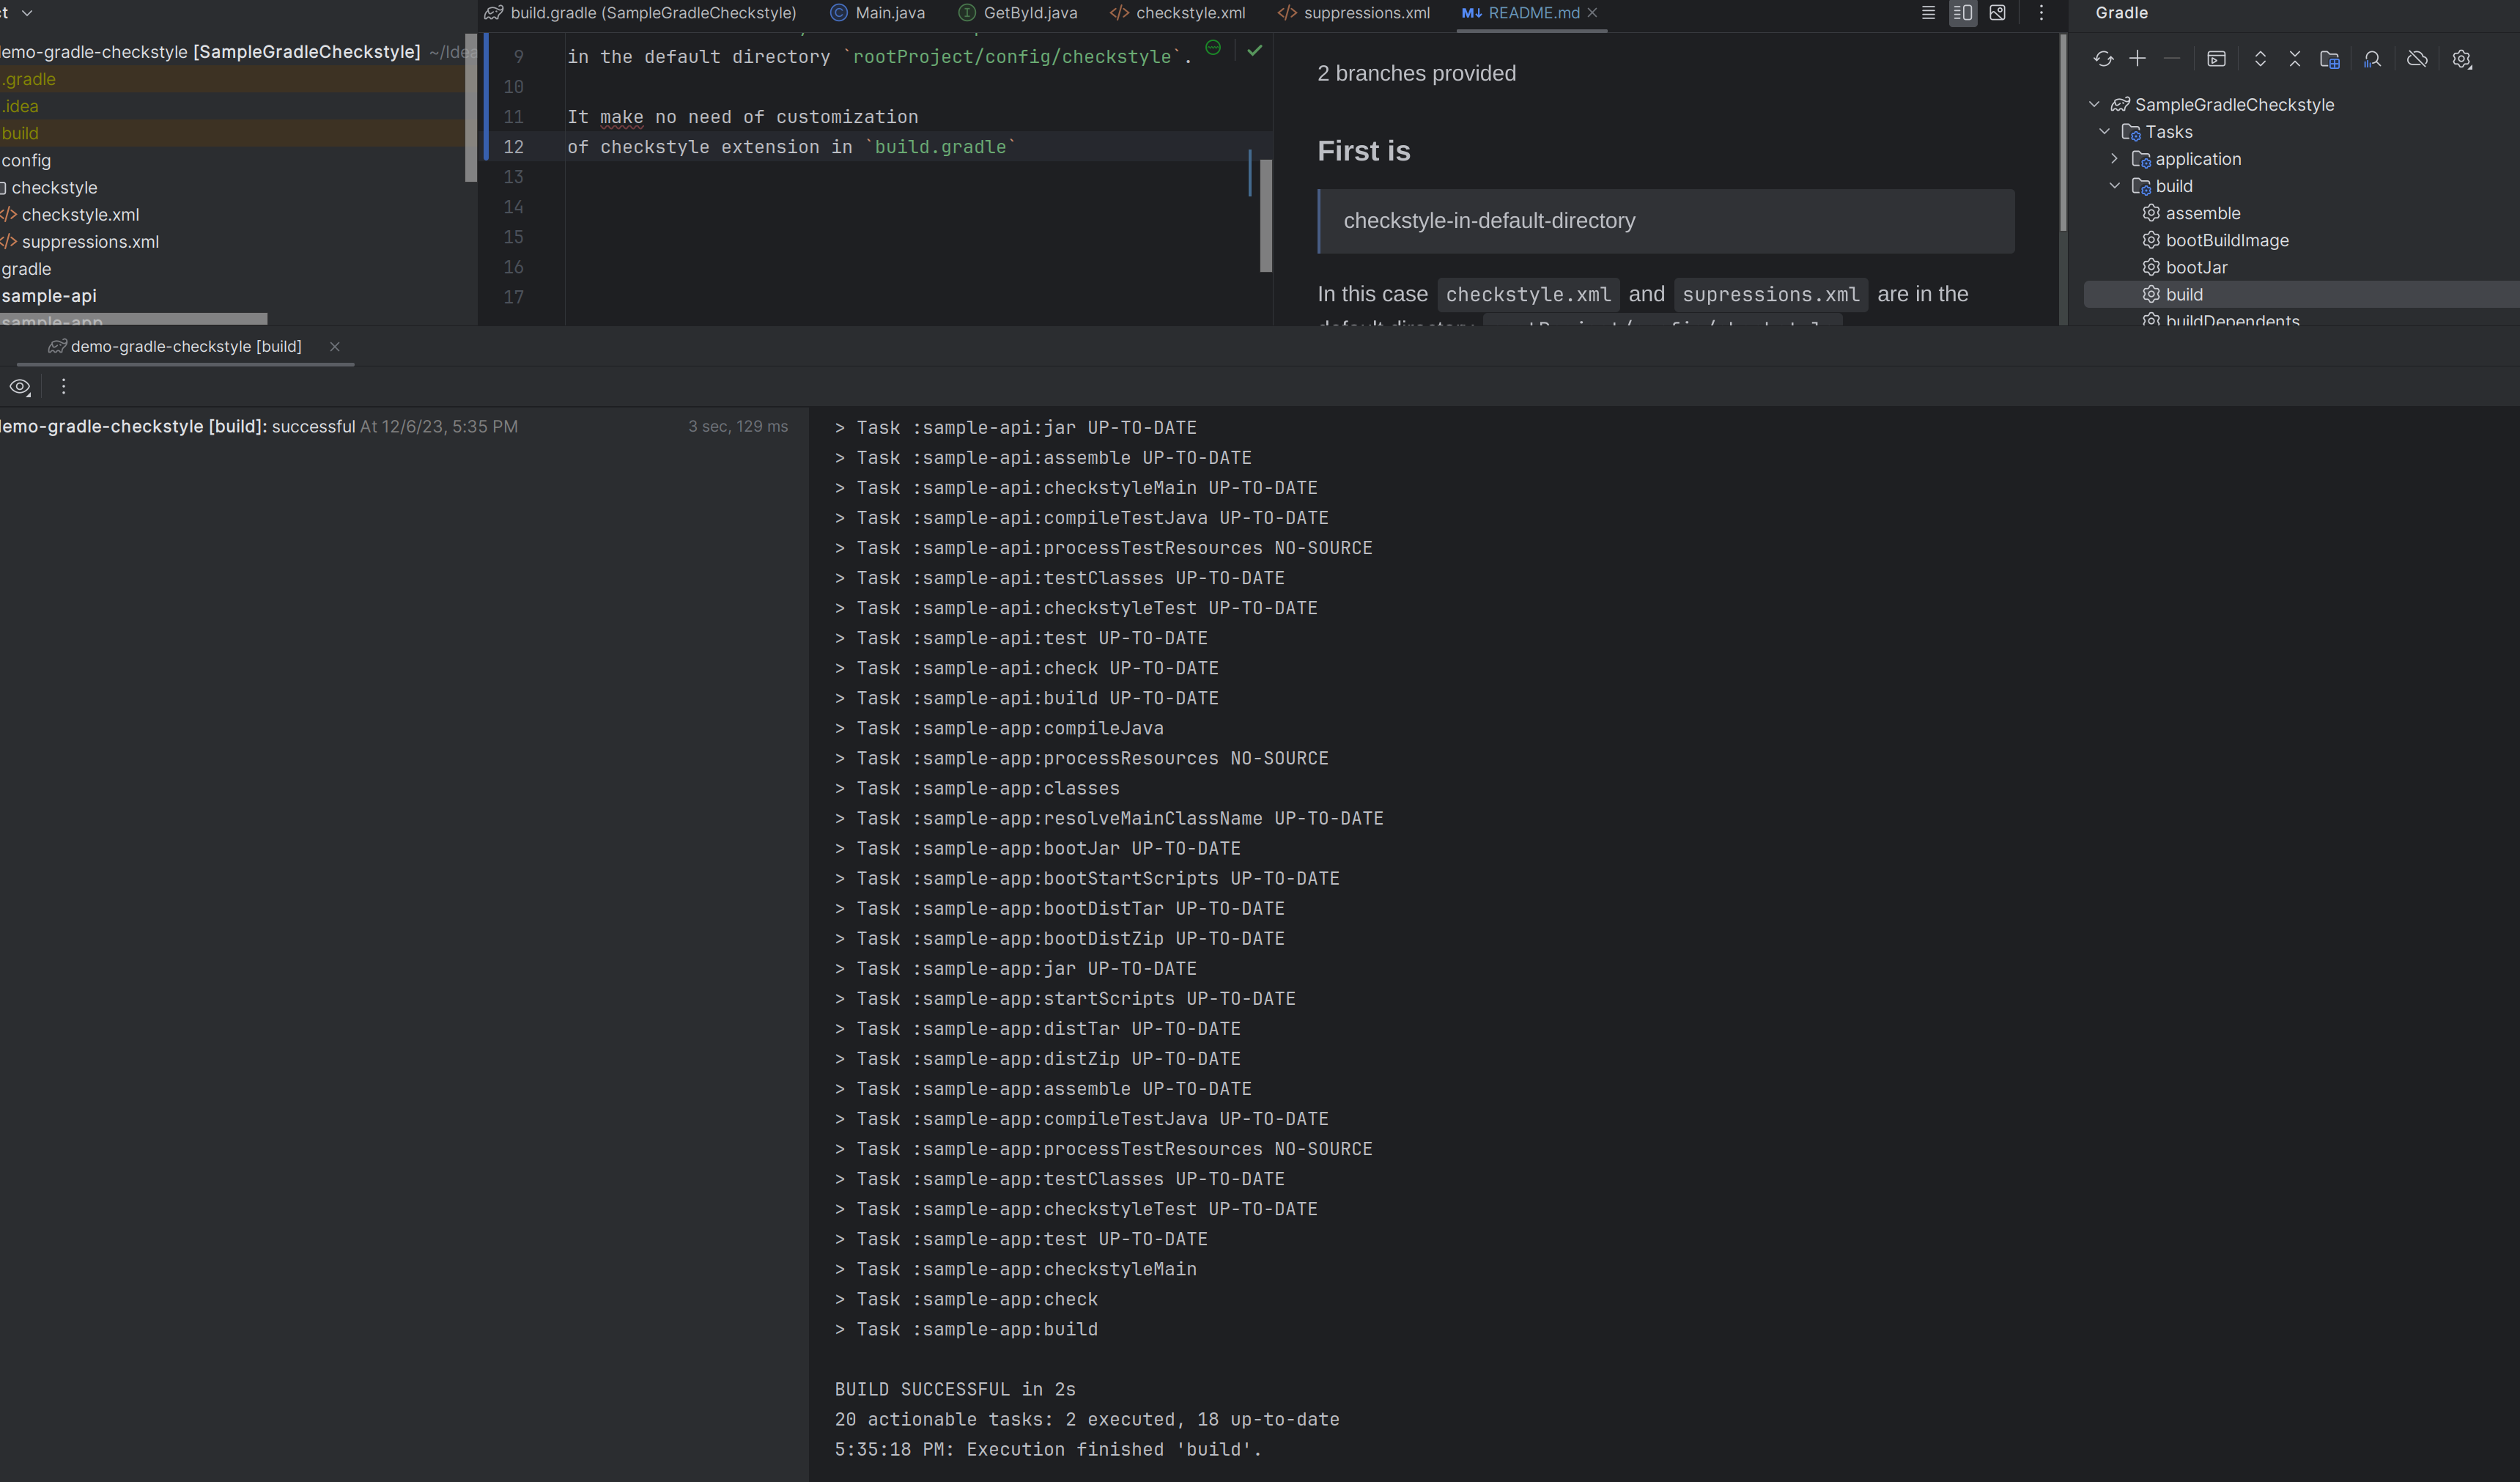 ct
build.gradle (SampleGradleCheckstyle)
Main.java
GetById.java
checkstyle.xml
suppressions.xml
M↓ README.md
Gradle
emo-gradle-checkstyle [SampleGradleCheckstyle] ~/Idea
.gradle
.idea
build
config
checkstyle
checkstyle.xml
suppressions.xml
gradle
sample-api
sample-app
9 in the default directory `rootProject/config/checkstyle`.
10
11 It make no need of customization
12 of checkstyle extension in `build.gradle`
13
14
15
16
17
2 branches provided
First is
checkstyle-in-default-directory
In this case checkstyle.xml and supressions.xml are in the
SampleGradleCheckstyle
Tasks
application
build
assemble
bootBuildImage
bootJar
build
buildDependents
demo-gradle-checkstyle [build]
emo-gradle-checkstyle [build]: successful At 12/6/23, 5:35 PM 3 sec, 129 ms
> Task :sample-api:jar UP-TO-DATE
> Task :sample-api:assemble UP-TO-DATE
> Task :sample-api:checkstyleMain UP-TO-DATE
> Task :sample-api:compileTestJava UP-TO-DATE
> Task :sample-api:processTestResources NO-SOURCE
> Task :sample-api:testClasses UP-TO-DATE
> Task :sample-api:checkstyleTest UP-TO-DATE
> Task :sample-api:test UP-TO-DATE
> Task :sample-api:check UP-TO-DATE
> Task :sample-api:build UP-TO-DATE
> Task :sample-app:compileJava
> Task :sample-app:processResources NO-SOURCE
> Task :sample-app:classes
> Task :sample-app:resolveMainClassName UP-TO-DATE
> Task :sample-app:bootJar UP-TO-DATE
> Task :sample-app:bootStartScripts UP-TO-DATE
> Task :sample-app:bootDistTar UP-TO-DATE
> Task :sample-app:bootDistZip UP-TO-DATE
> Task :sample-app:jar UP-TO-DATE
> Task :sample-app:startScripts UP-TO-DATE
> Task :sample-app:distTar UP-TO-DATE
> Task :sample-app:distZip UP-TO-DATE
> Task :sample-app:assemble UP-TO-DATE
> Task :sample-app:compileTestJava UP-TO-DATE
> Task :sample-app:processTestResources NO-SOURCE
> Task :sample-app:testClasses UP-TO-DATE
> Task :sample-app:checkstyleTest UP-TO-DATE
> Task :sample-app:test UP-TO-DATE
> Task :sample-app:checkstyleMain
> Task :sample-app:check
> Task :sample-app:build
BUILD SUCCESSFUL in 2s
20 actionable tasks: 2 executed, 18 up-to-date
5:35:18 PM: Execution finished 'build'.